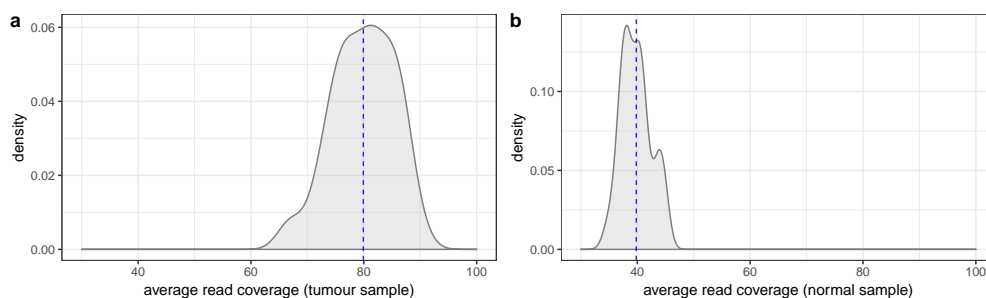 a
0.06
0.04
0.02
0.00
density
40 60 80 100
average read coverage (tumour sample)
b
0.10
0.05
0.00
density
40 60 80 100
average read coverage (normal sample)